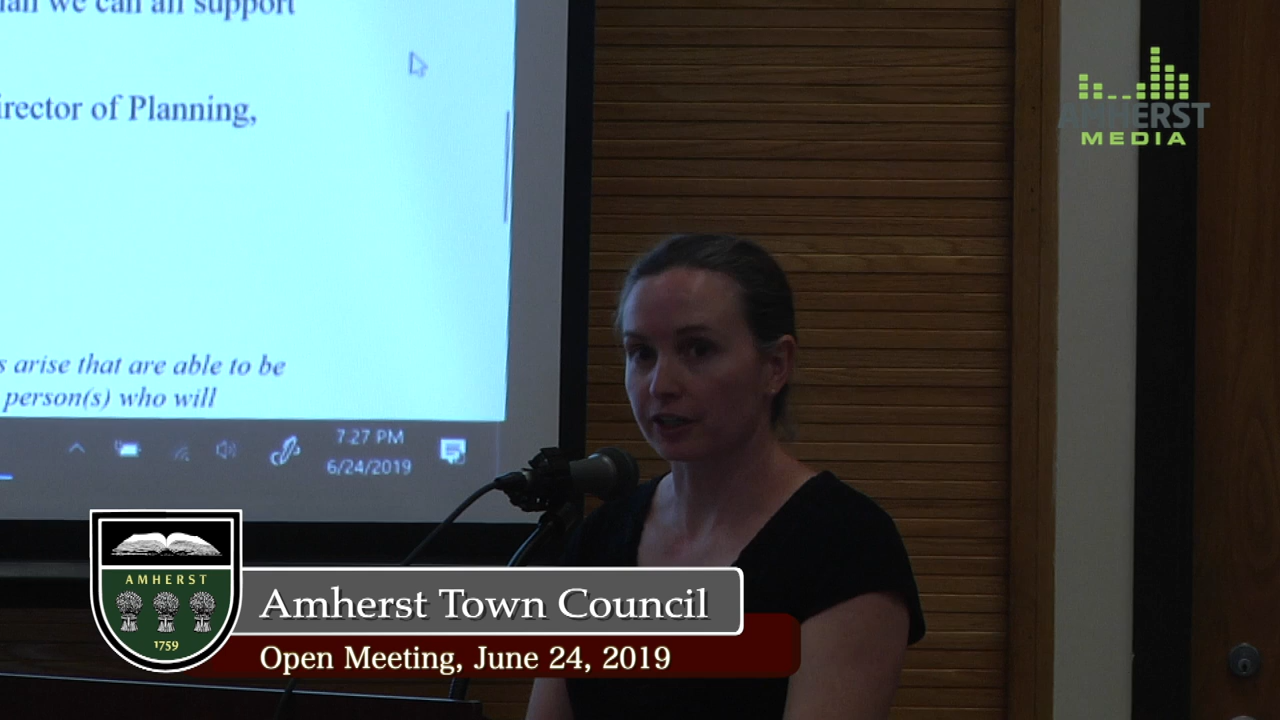 we can all support
irector of Planning,
s arise that are able to be
person(s) who will
7:27 PM
6/24/2019
AMHERST
MEDIA
AMHERST
1759
Amherst Town Council
Open Meeting, June 24, 2019